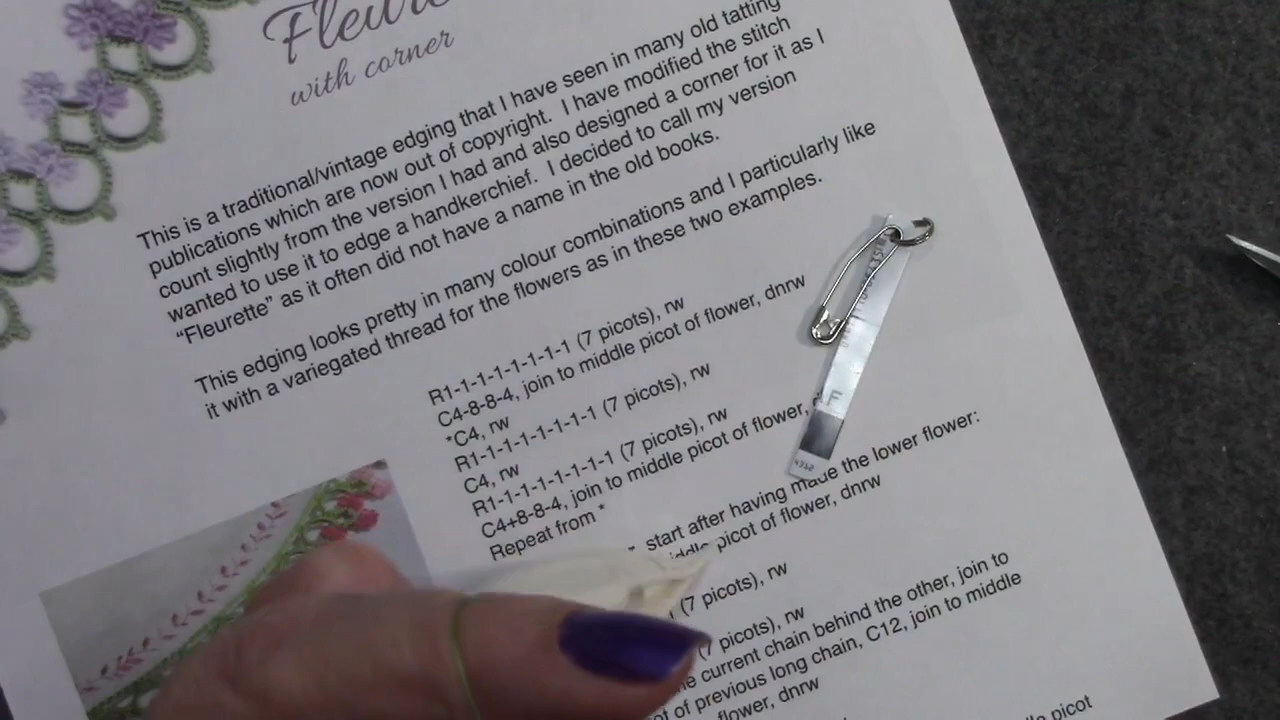 with corner
This is a traditional/vintage edging that I have seen in many old tatting
publications which are now out of copyright. I have modified the stitch
count slightly from the version I had and also designed a corner for it as I
wanted to use it to edge a handkerchief. I decided to call my version
“Fleurette” as it often did not have a name in the old books.
This edging looks pretty in many colour combinations and I particularly like
it with a variegated thread for the flowers as in these two examples.
R1-1-1-1-1-1-1-1 (7 picots), rw
C4-8-8-4, join to middle picot of flower, dnrw
*C4, rw
R1-1-1-1-1-1-1-1 (7 picots), rw
C4, rw
R1-1-1-1-1-1-1-1 (7 picots), rw
C4+8-8-4, join to middle picot of flower,
Repeat from *
start after having made the lower flower:
picot of flower, dnrw
(7 picots), rw
(7 picots), rw
current chain behind the other, join to
of previous long chain, C12, join to middle
flower, dnrw
picot
F